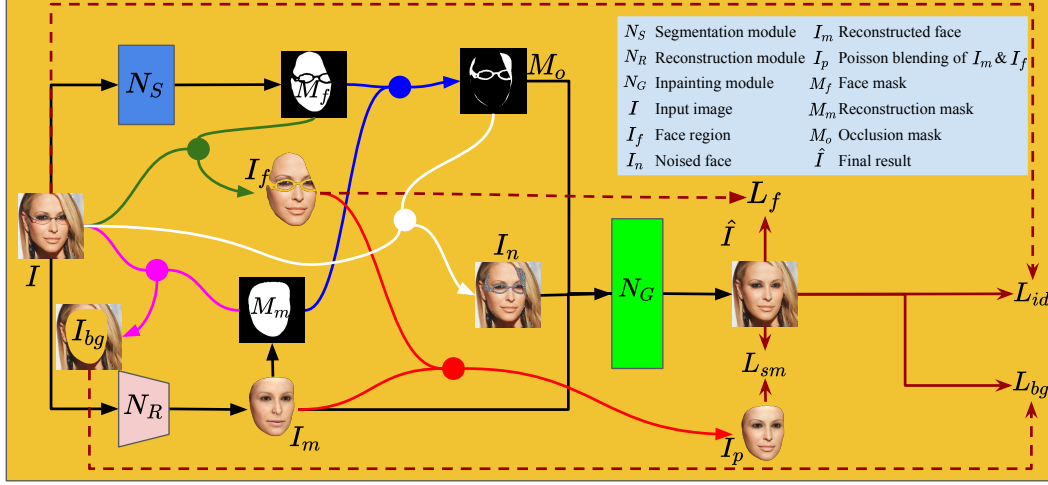 N_S Segmentation module I_m Reconstructed face
N_R Reconstruction module I_p Poisson blending of I_m & I_f
N_G Inpainting module M_f Face mask
I Input image M_m Reconstruction mask
I_f Face region M_o Occlusion mask
I_n Noised face Î Final result
N_S
M_f
M_o
I_f
L_f
I
Î
I_n
N_G
M_m
L_id
I_bg
L_sm
L_bg
N_R
I_m
I_p